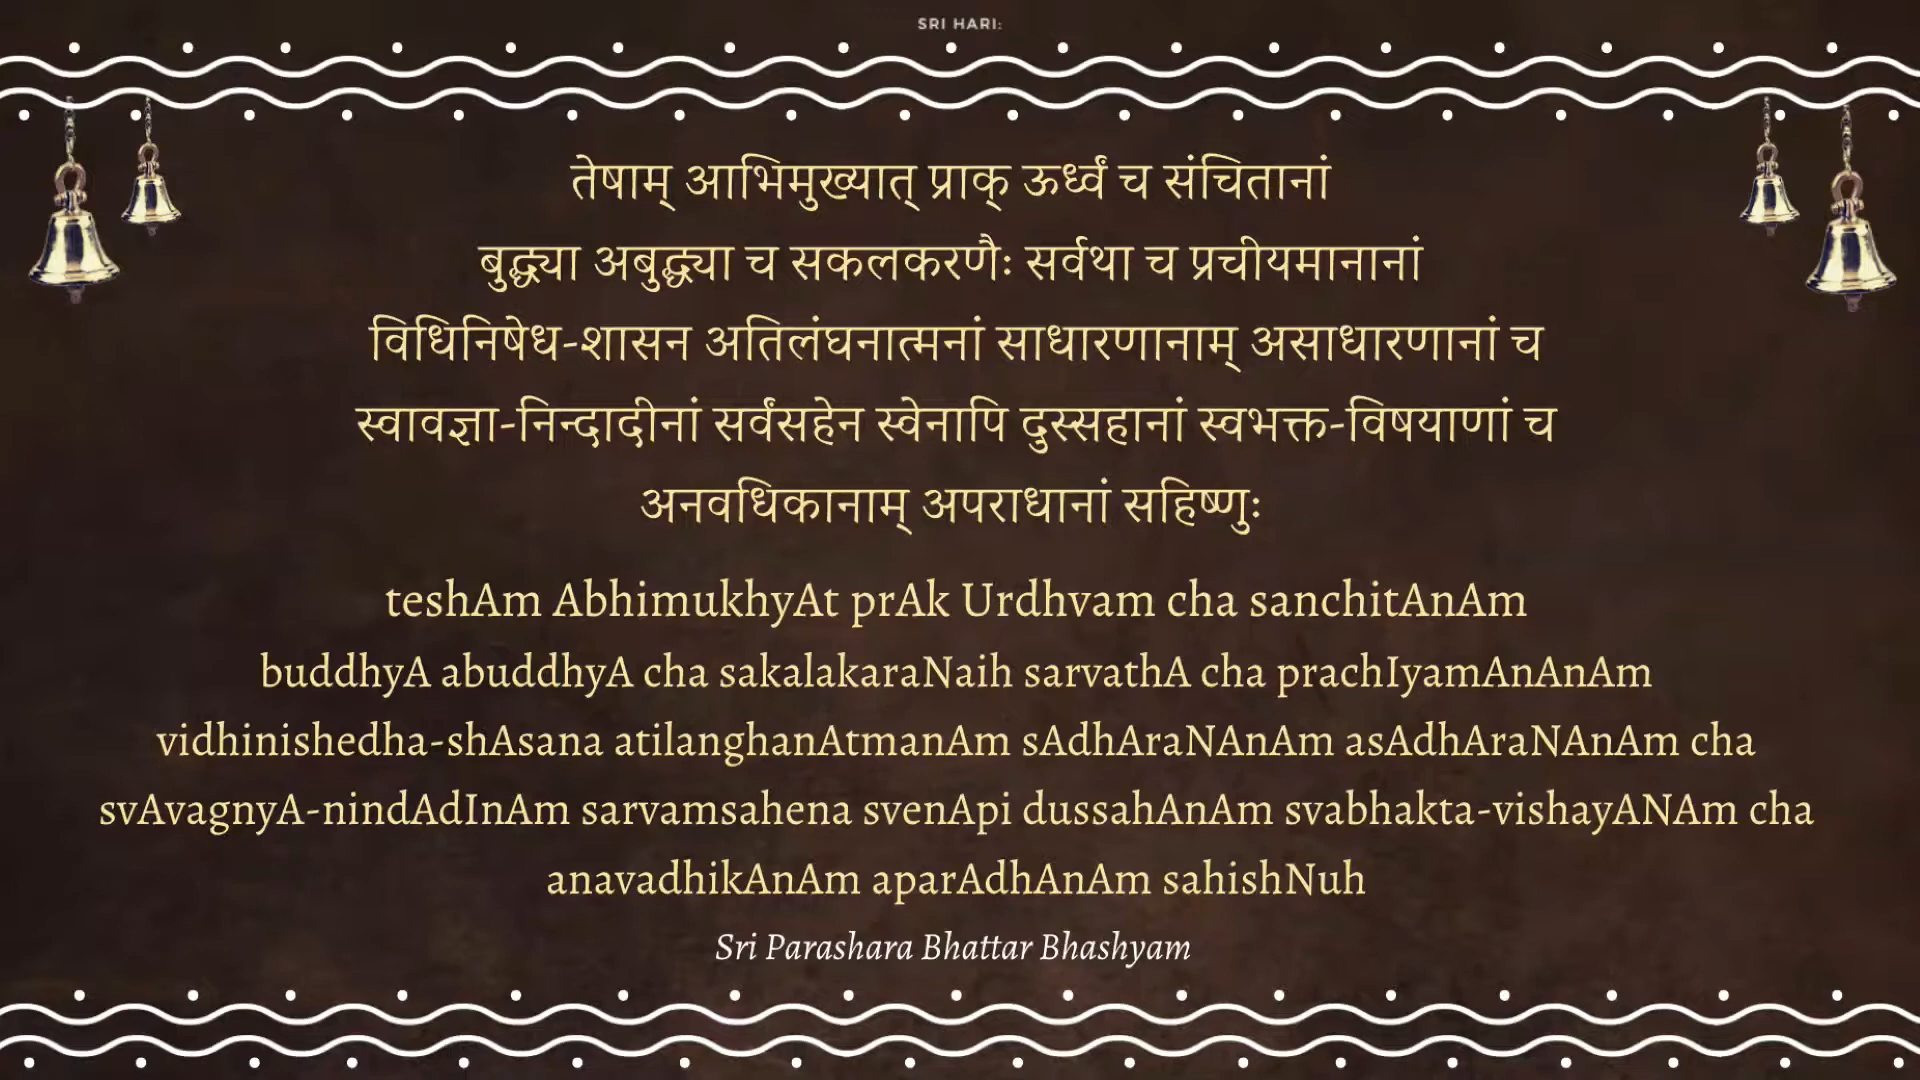 SRI HARI:
तेषाम् आभिमुख्यात् प्राक् ऊर्ध्वं च संचितानां
बुद्ध्या अबुद्ध्या च सकलकरणैः सर्वथा च प्रचीयमानानां
विधिनिषेध-शासन अतिलंघनात्मनां साधारणानाम् असाधारणानां च
स्वावज्ञा-निन्दादीनां सर्वंसहेन स्वेनापि दुस्सहानां स्वभक्त-विषयाणां च
अनवधिकानाम् अपराधानां सहिष्णुः
teshAm AbhimukhyAt prAk Urdhvam cha sanchitAnAm
buddhyA abuddhyA cha sakalakaraNaih sarvathA cha prachIyamAnAnAm
vidhinishedha-shAsana atilanghanAtmanAm sAdhAraNAnAm asAdhAraNAnAm cha
svAvagnyA-nindAdInAm sarvamsahena svenApi dussahAnAm svabhakta-vishayANAm cha
anavadhikAnAm aparAdhAnAm sahishNuh
Sri Parashara Bhattar Bhashyam